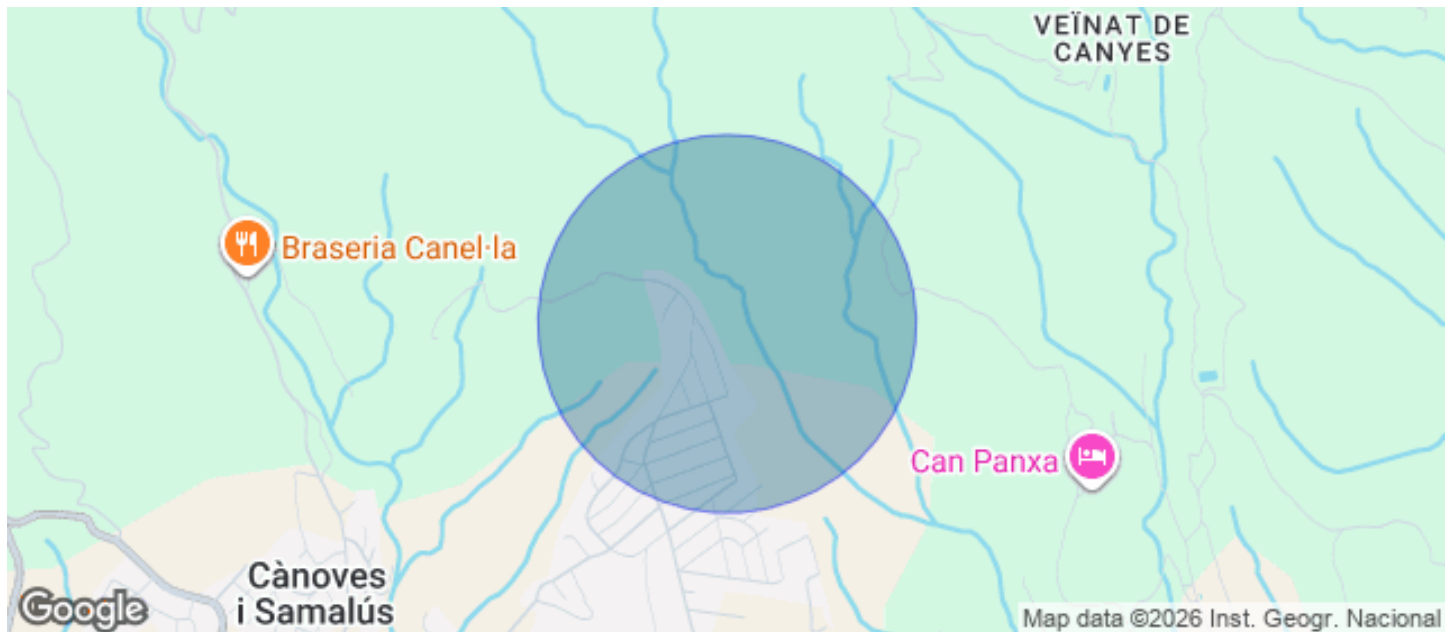 VEÏNAT DE
CANYES
Braseria Canel·la
Can Panxa
Cànoves
i Samalús
Google
Map data ©2026 Inst. Geogr. Nacional